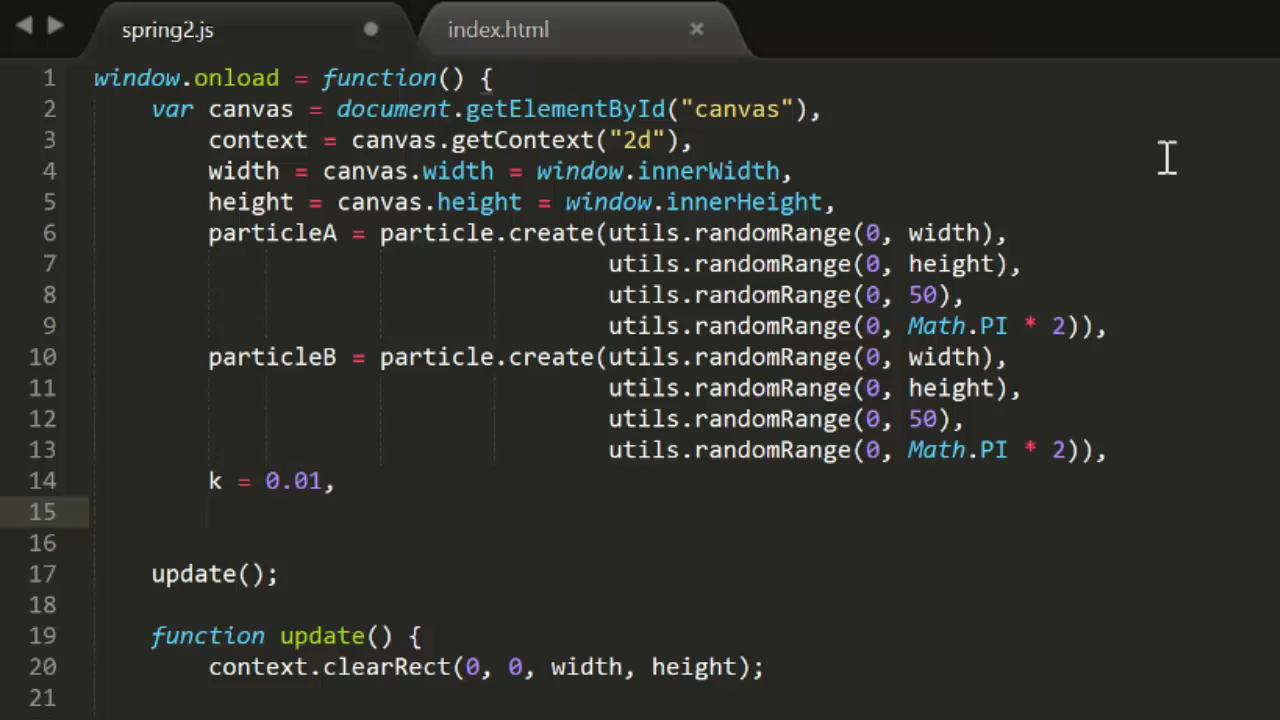 spring2.js
index.html
1 window.onload = function() {
2 var canvas = document.getElementById("canvas"),
3 context = canvas.getContext("2d"),
4 width = canvas.width = window.innerWidth,
5 height = canvas.height = window.innerHeight,
6 particleA = particle.create(utils.randomRange(0, width),
7 utils.randomRange(0, height),
8 utils.randomRange(0, 50),
9 utils.randomRange(0, Math.PI * 2)),
10 particleB = particle.create(utils.randomRange(0, width),
11 utils.randomRange(0, height),
12 utils.randomRange(0, 50),
13 utils.randomRange(0, Math.PI * 2)),
14 k = 0.01,
15
16
17 update();
18
19 function update() {
20 context.clearRect(0, 0, width, height);
21